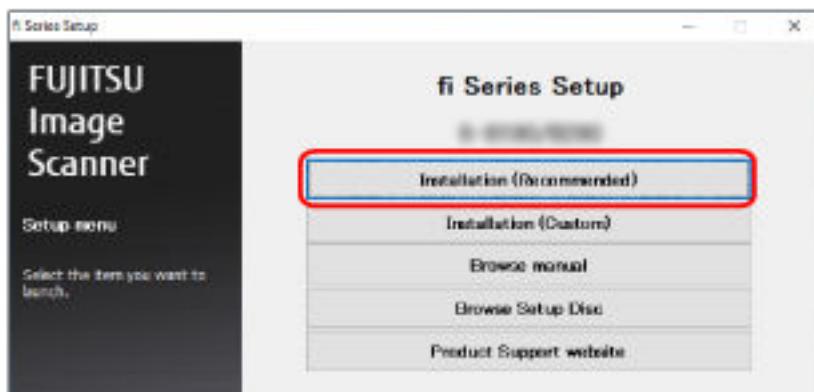 fi Series Setup
FUJITSU
Image
Scanner
Setup menu
Select the item you want to
launch.
fi Series Setup
Installation (Recommended)
Installation (Custom)
Browse manual
Browse Setup Disc
Product Support website